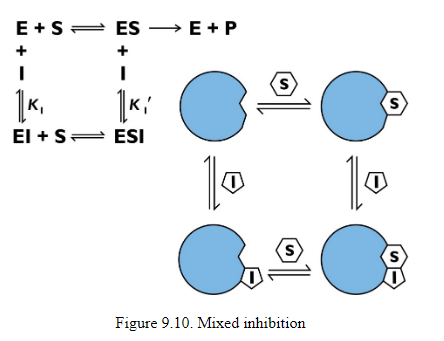 E + S ⇌ ES → E + P
+ +
I I
⥮ K_I ⥮ K_I′
EI + S ⇌ ESI
S
S
I I
S
S
I I
Figure 9.10. Mixed inhibition